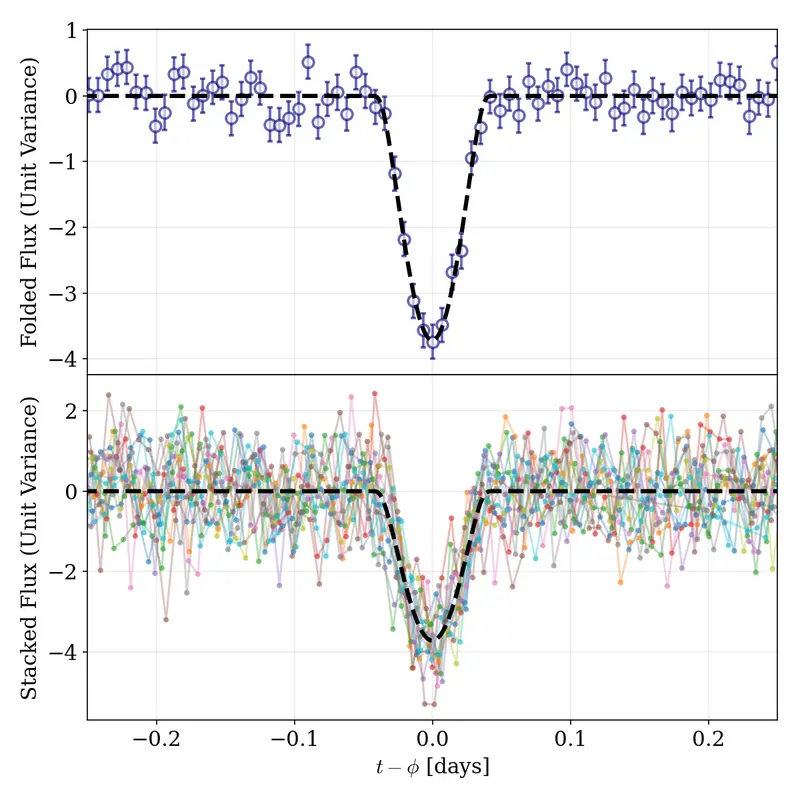 Folded Flux (Unit Variance)
1
0
−1
−2
−3
−4
Stacked Flux (Unit Variance)
2
0
−2
−4
−0.2 −0.1 0.0 0.1 0.2
t − ϕ [days]